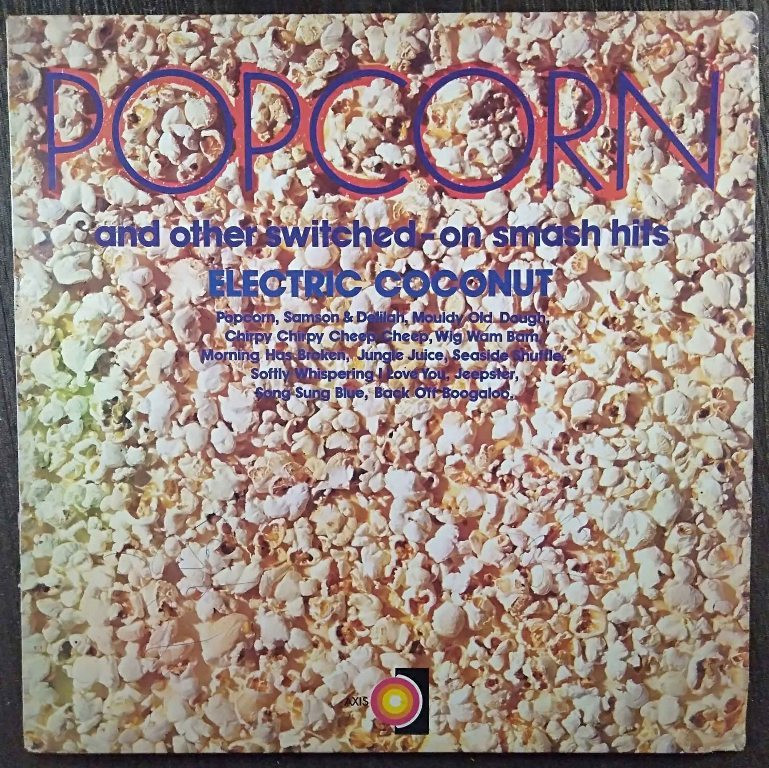 POPCORN
and other switched-on smash hits
ELECTRIC COCONUT
Popcorn, Samson & Delilah, Mouldy Old Dough,
Chirpy Chirpy Cheep Cheep, Wig Wam Bam,
Morning Has Broken, Jungle Juice, Seaside Shuffle,
Softly Whispering I Love You, Jeepster,
Song Sung Blue, Back Off Boogaloo.
AXIS